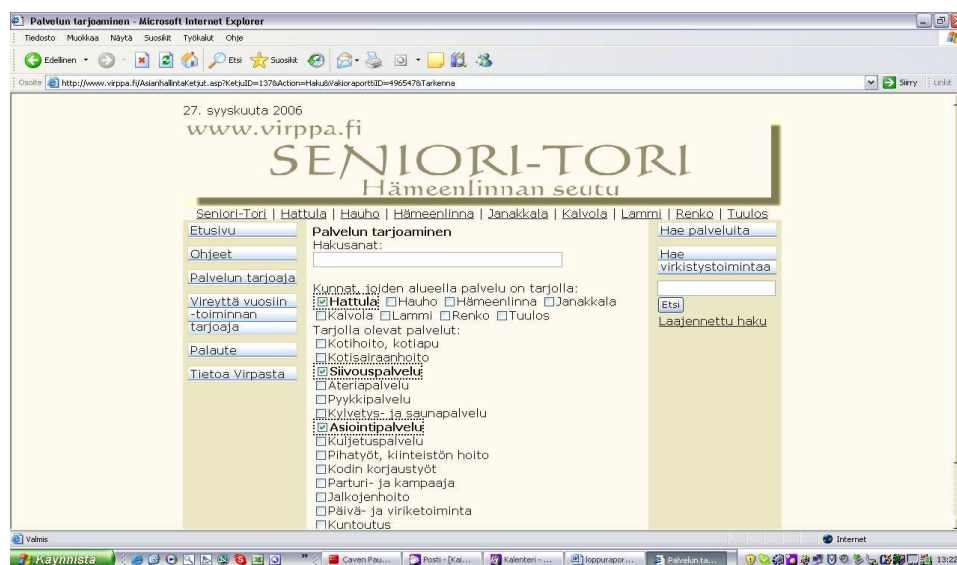 Palvelun tarjoaminen - Microsoft Internet Explorer
Tiedosto Muokkaa Näytä Suosikit Työkalut Ohje
Edellinen Etsi Suosikit
Osoite http://www.virppa.fi/AsianhallintaKetjut.asp?KetjuID=137&Action=Haku&VakioraporttiID=496547&Tarkenna Siirry Linkit
27. syyskuuta 2006
www.virppa.fi
SENIORI-TORI
Hämeenlinnan seutu
Seniori-Tori | Hattula | Hauho | Hämeenlinna | Janakkala | Kalvola | Lammi | Renko | Tuulos
Etusivu
Ohjeet
Palvelun tarjoaja
Vireyttä vuosiin
-toiminnan
tarjoaja
Palaute
Tietoa Virpasta
Palvelun tarjoaminen
Hakusanat:
Kunnat, joiden alueella palvelu on tarjolla:
Hattula Hauho Hämeenlinna Janakkala
Kalvola Lammi Renko Tuulos
Tarjolla olevat palvelut:
Kotihoito, kotiapu
Kotisairaanhoito
Siivouspalvelu
Ateriapalvelu
Pyykkipalvelu
Kylvetys- ja saunapalvelu
Asiointipalvelu
Kuljetuspalvelu
Pihatyöt, kiinteistön hoito
Kodin korjaustyöt
Parturi- ja kampaaja
Jalkojenhoito
Päivä- ja viriketoiminta
Kuntoutus
Hae palveluita
Hae
virkistystoimintaa
Etsi
Laajennettu haku
Valmis Internet
Käynnistä Caven Pau... Posti - [Kai... Kalenteri - ... loppurapor... Palvelun ta... 13:22